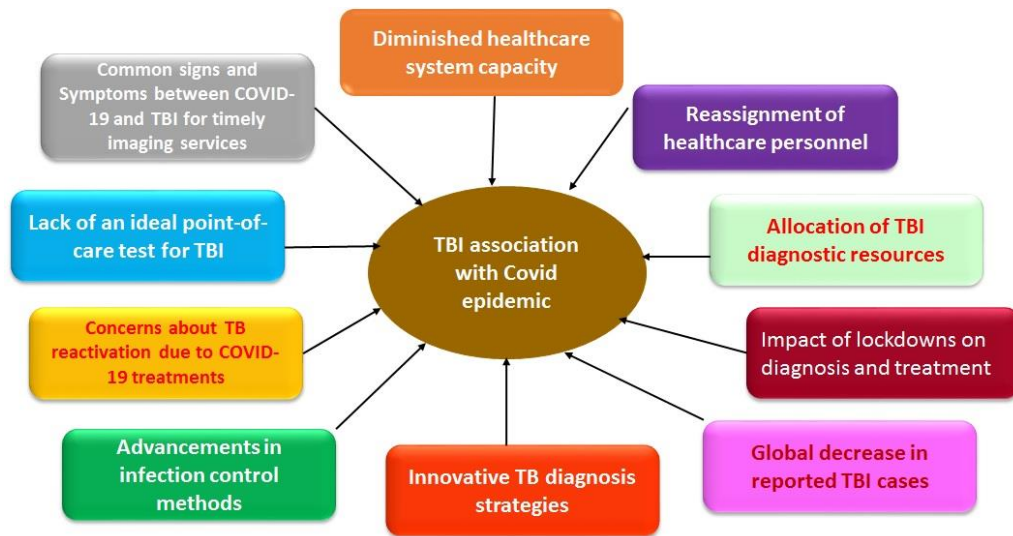 Diminished healthcare
system capacity
Common signs and
Symptoms between COVID-
19 and TBI for timely
imaging services
Reassignment of
healthcare personnel
Lack of an ideal point-of-
care test for TBI
TBI association
with Covid
epidemic
Allocation of TBI
diagnostic resources
Concerns about TB
reactivation due to COVID-
19 treatments
Impact of lockdowns on
diagnosis and treatment
Advancements in
infection control
methods
Innovative TB diagnosis
strategies
Global decrease in
reported TBI cases